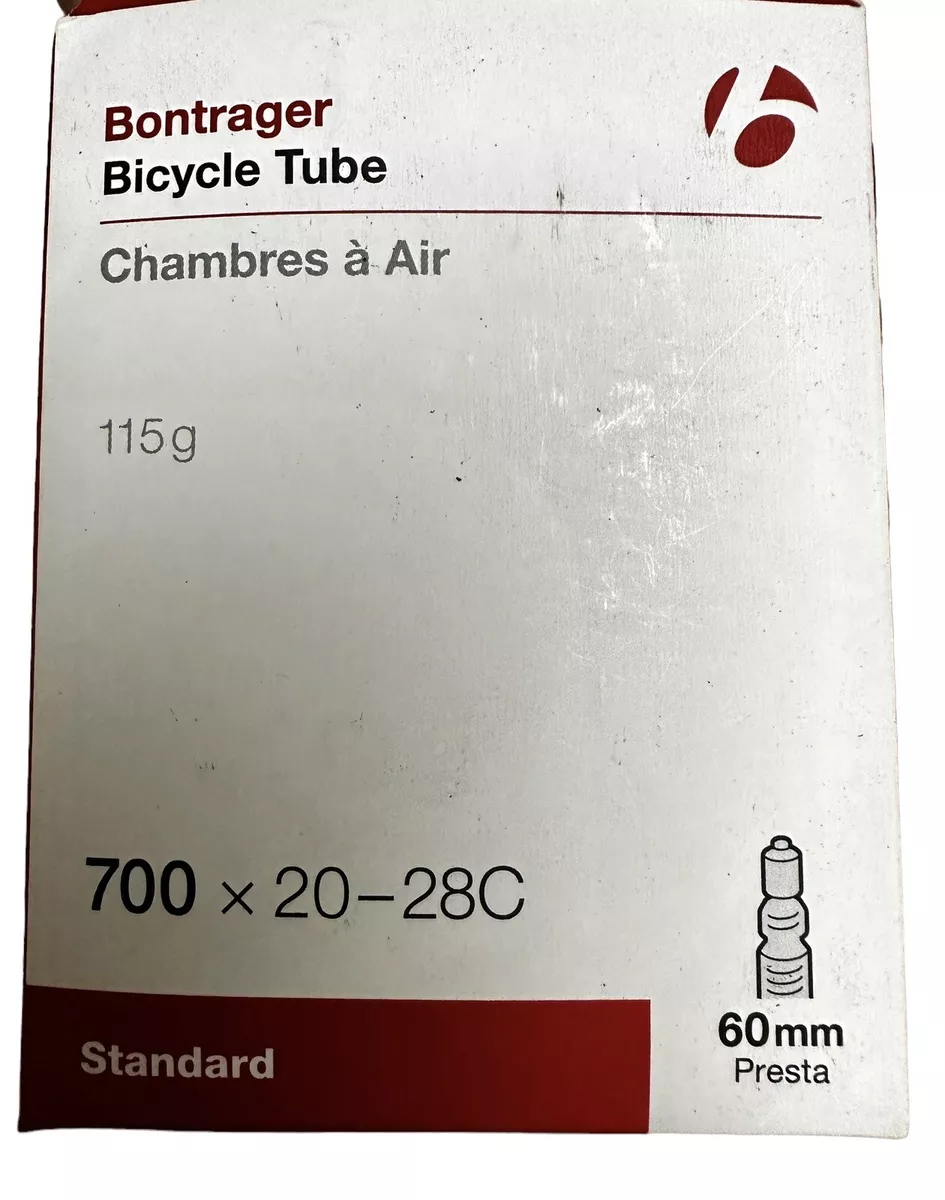 Bontrager
Bicycle Tube
Chambres à Air
115g
700 × 20–28C
Standard
60mm
Presta